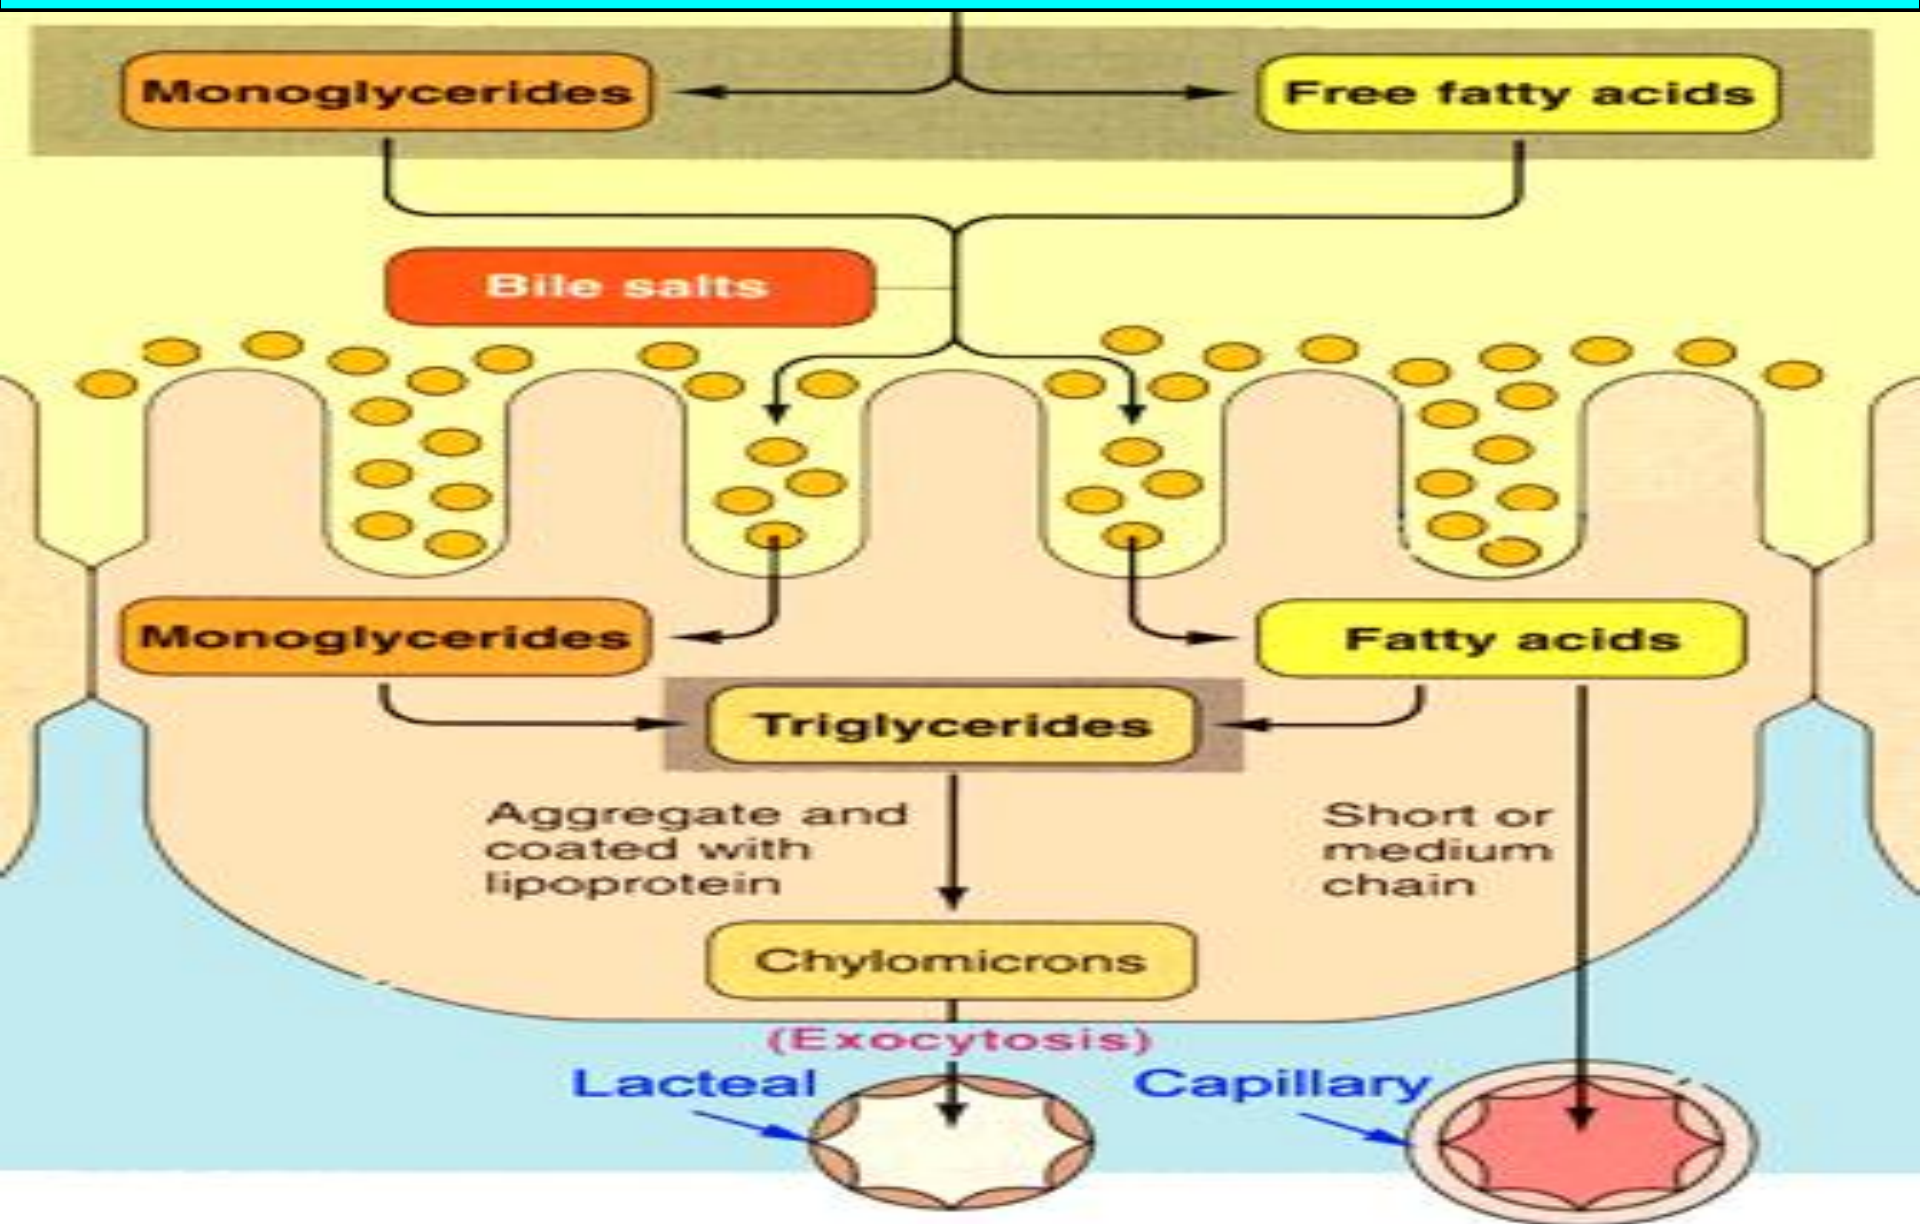 Monoglycerides
Free fatty acids
Bile salts
Monoglycerides
Fatty acids
Triglycerides
Aggregate and
coated with
lipoprotein
Short or
medium
chain
Chylomicrons
(Exocytosis)
Lacteal
Capillary